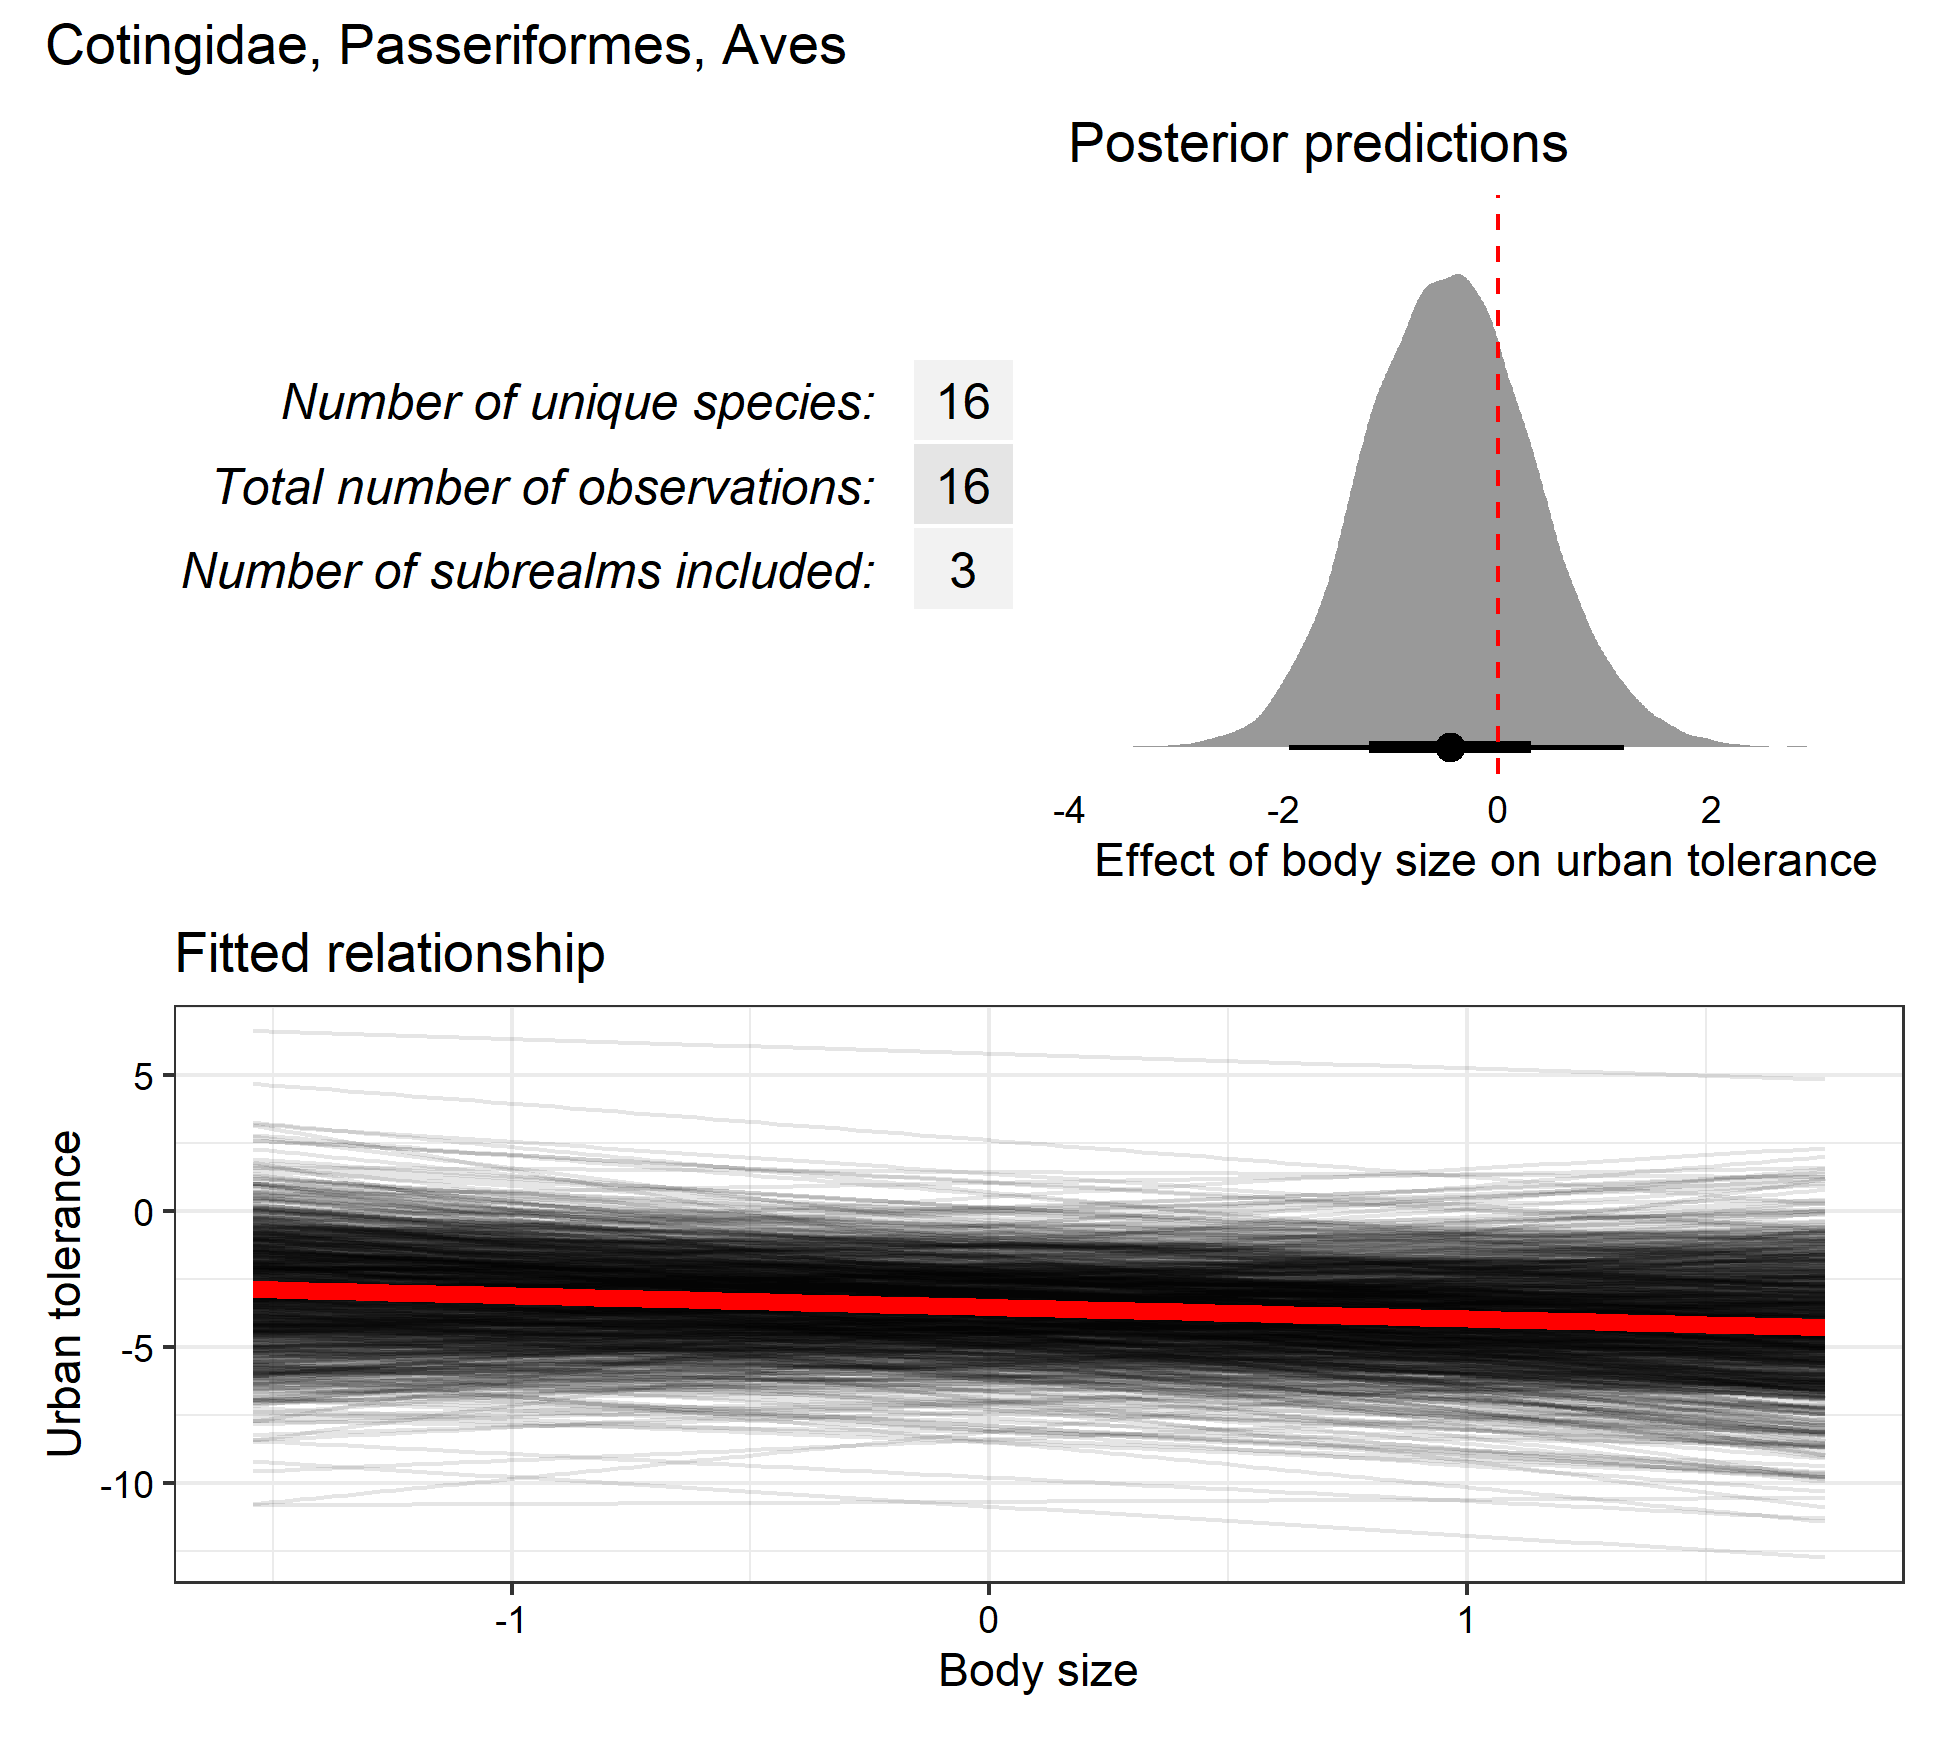 Cotingidae, Passeriformes, Aves
Posterior predictions
Number of unique species: 16
Total number of observations: 16
Number of subrealms included: 3
-4 -2 0 2
Effect of body size on urban tolerance
Fitted relationship
5
0
-5
-10
Urban tolerance
-1 0 1
Body size